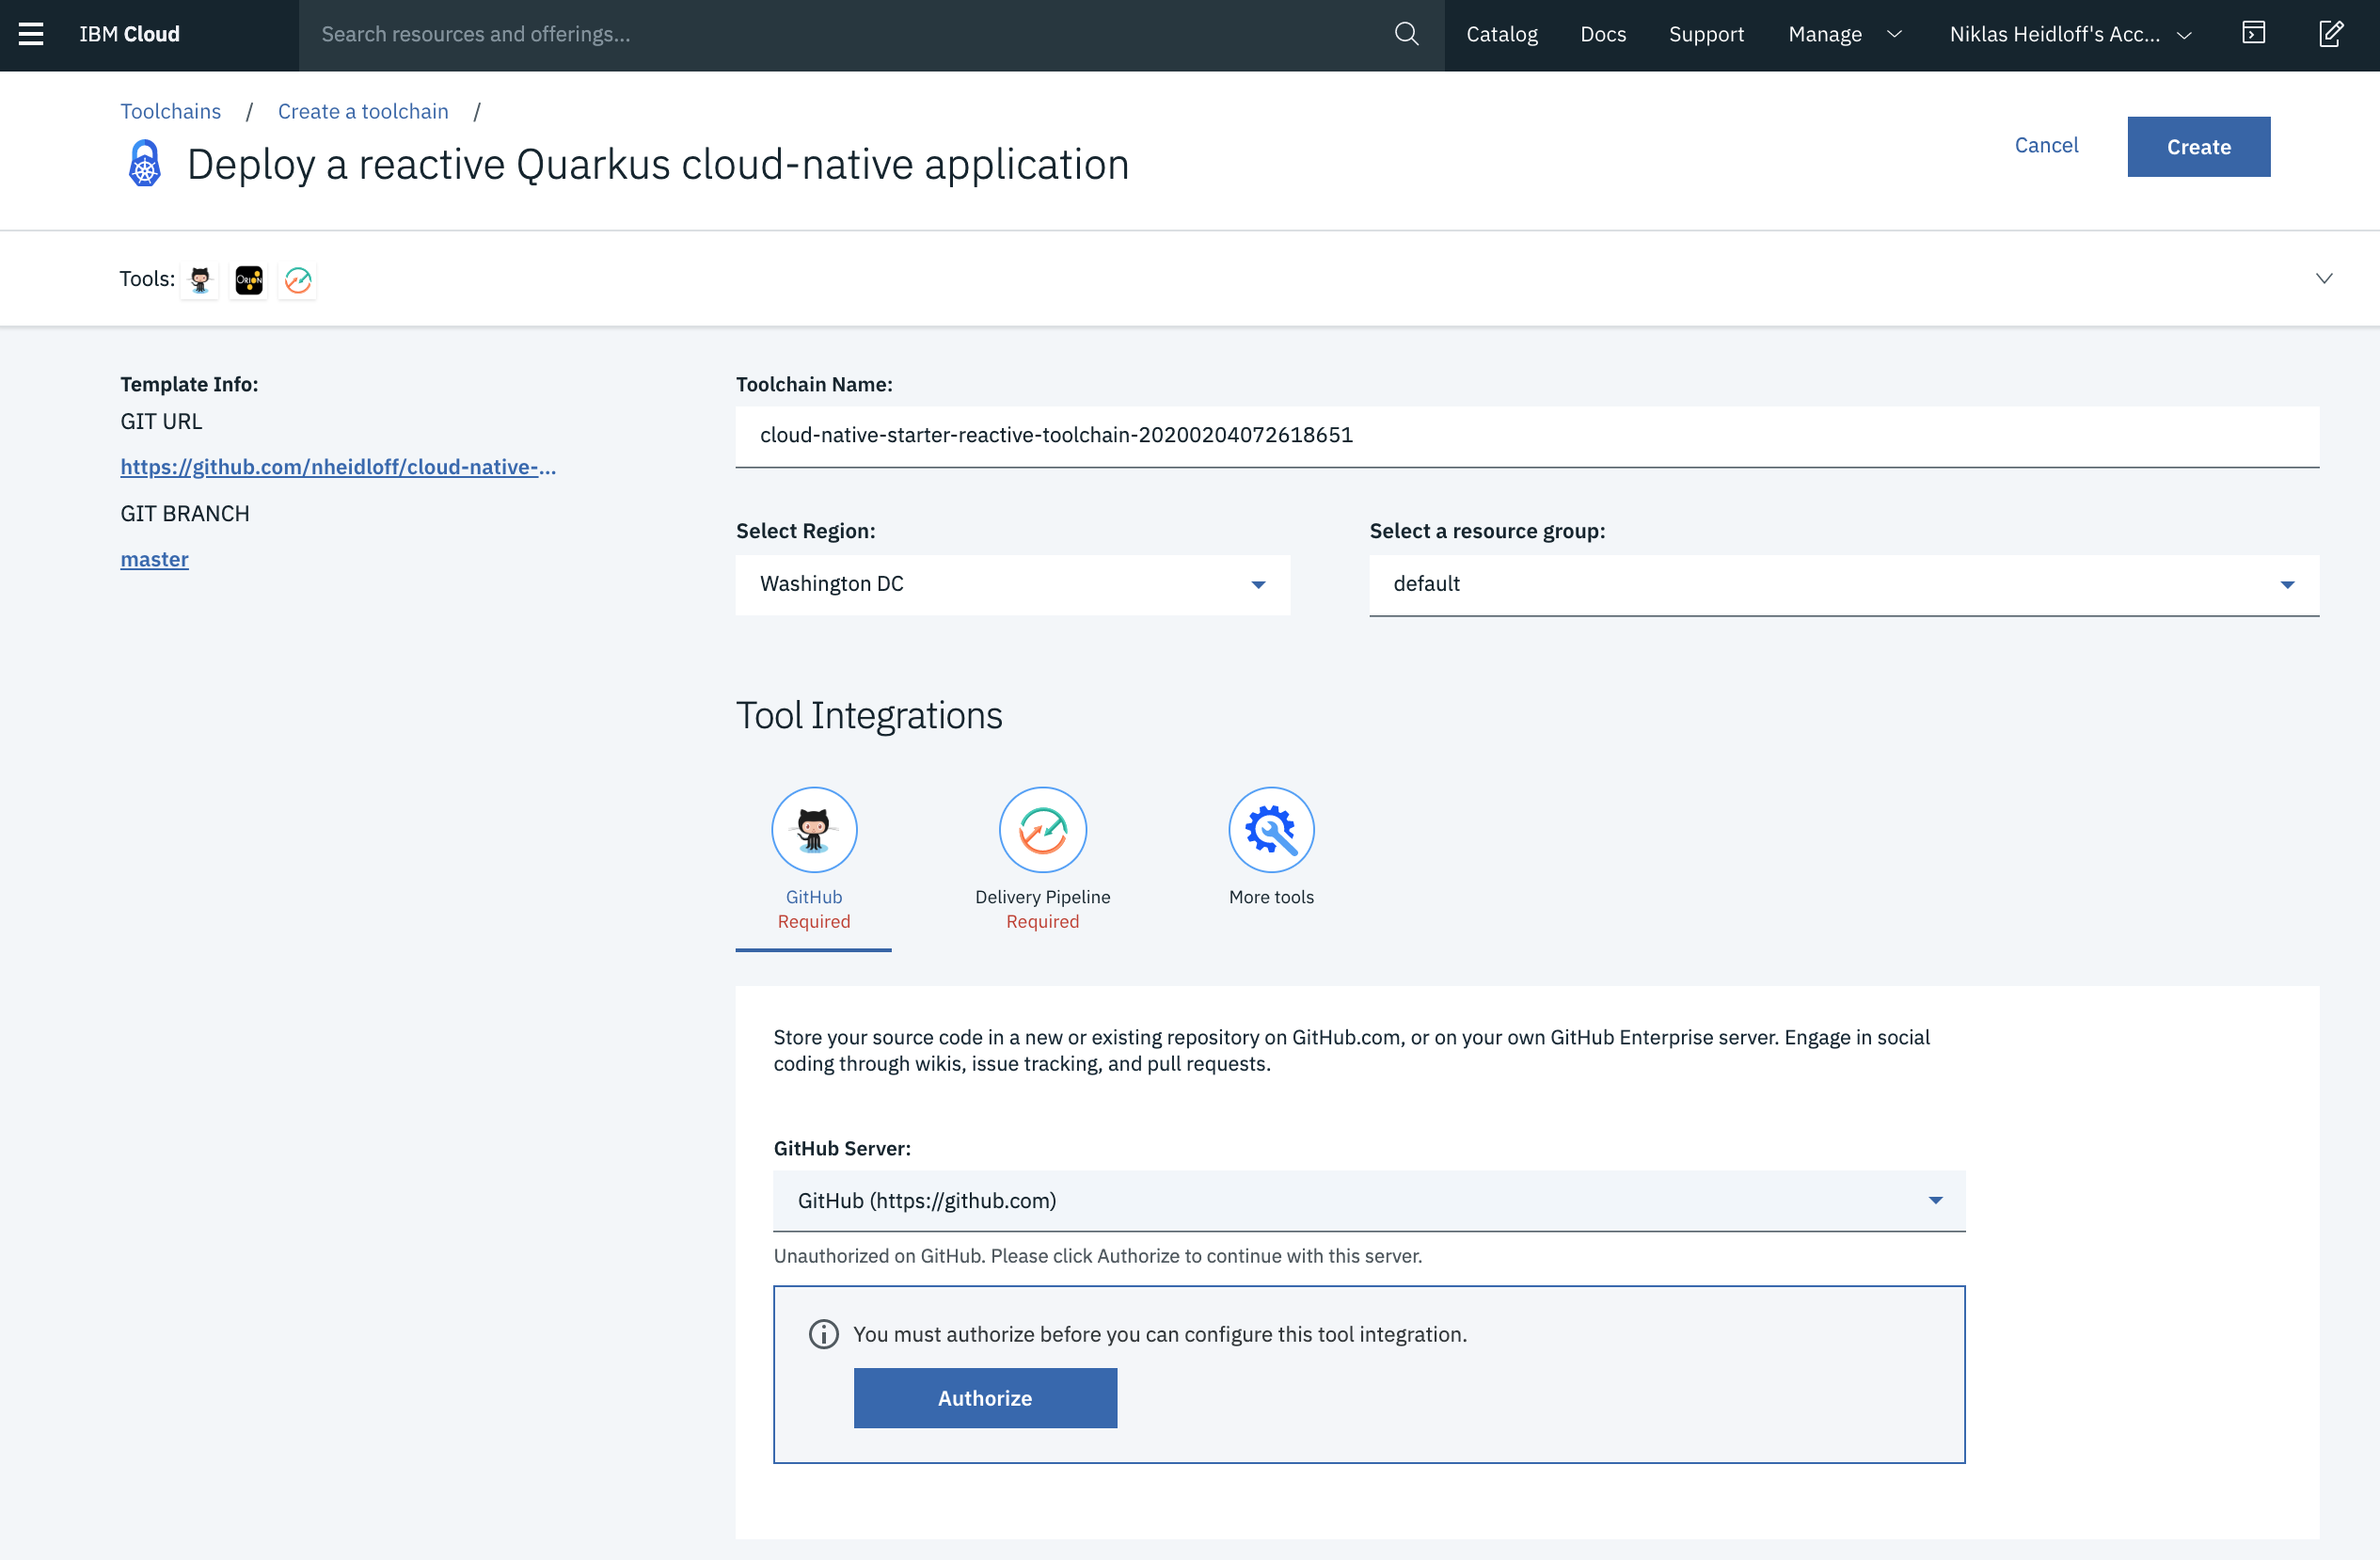 IBM Cloud
Search resources and offerings...
Catalog
Docs
Support
Manage
Niklas Heidloff's Acc...
Toolchains / Create a toolchain /
Deploy a reactive Quarkus cloud-native application
Cancel
Create
Tools:
ORION
Template Info:
GIT URL
https://github.com/nheidloff/cloud-native-...
GIT BRANCH
master
Toolchain Name:
cloud-native-starter-reactive-toolchain-20200204072618651
Select Region:
Washington DC
Select a resource group:
default
Tool Integrations
GitHub
Required
Delivery Pipeline
Required
More tools
Store your source code in a new or existing repository on GitHub.com, or on your own GitHub Enterprise server. Engage in social
coding through wikis, issue tracking, and pull requests.
GitHub Server:
GitHub (https://github.com)
Unauthorized on GitHub. Please click Authorize to continue with this server.
You must authorize before you can configure this tool integration.
Authorize